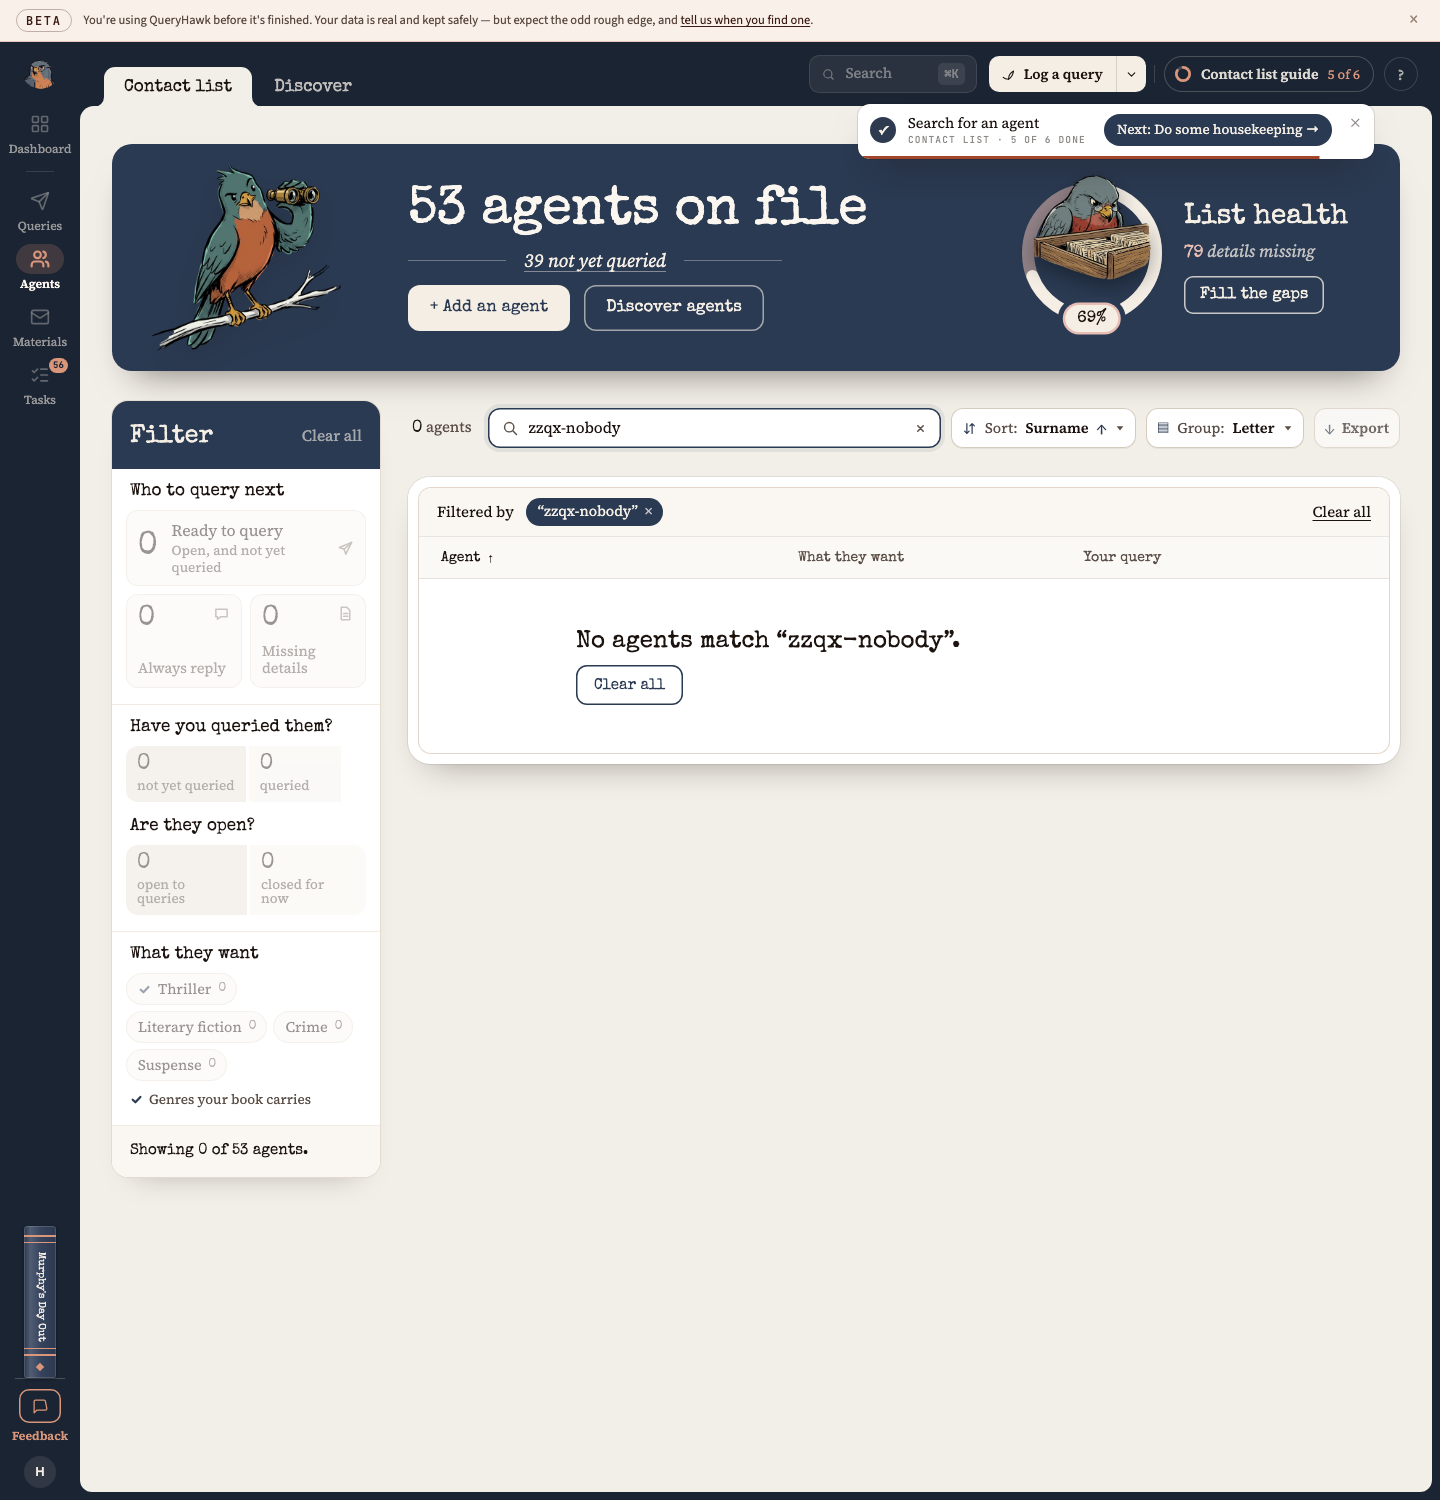 BETA
You're using QueryHawk before it's finished. Your data is real and kept safely — but expect the odd rough edge, and tell us when you find one.
×
Contact list
Discover
Search
⌘K
Log a query
Contact list guide 5 of 6
?
Search for an agent
CONTACT LIST · 5 OF 6 DONE
Next: Do some housekeeping →
×
Dashboard
Queries
Agents
Materials
56
Tasks
53 agents on file
39 not yet queried
+ Add an agent
Discover agents
69%
List health
79 details missing
Fill the gaps
Filter
Clear all
Who to query next
0
Ready to query
Open, and not yet
queried
0
Always reply
0
Missing
details
Have you queried them?
0
not yet queried
0
queried
Are they open?
0
open to
queries
0
closed for
now
What they want
✓ Thriller 0
Literary fiction 0
Crime 0
Suspense 0
✓ Genres your book carries
Showing 0 of 53 agents.
0 agents
zzqx-nobody
×
Sort: Surname ↑
Group: Letter
↓ Export
Filtered by
“zzqx-nobody” ×
Clear all
Agent ↑
What they want
Your query
No agents match “zzqx-nobody”.
Clear all
Murphy's Day Out
Feedback
H